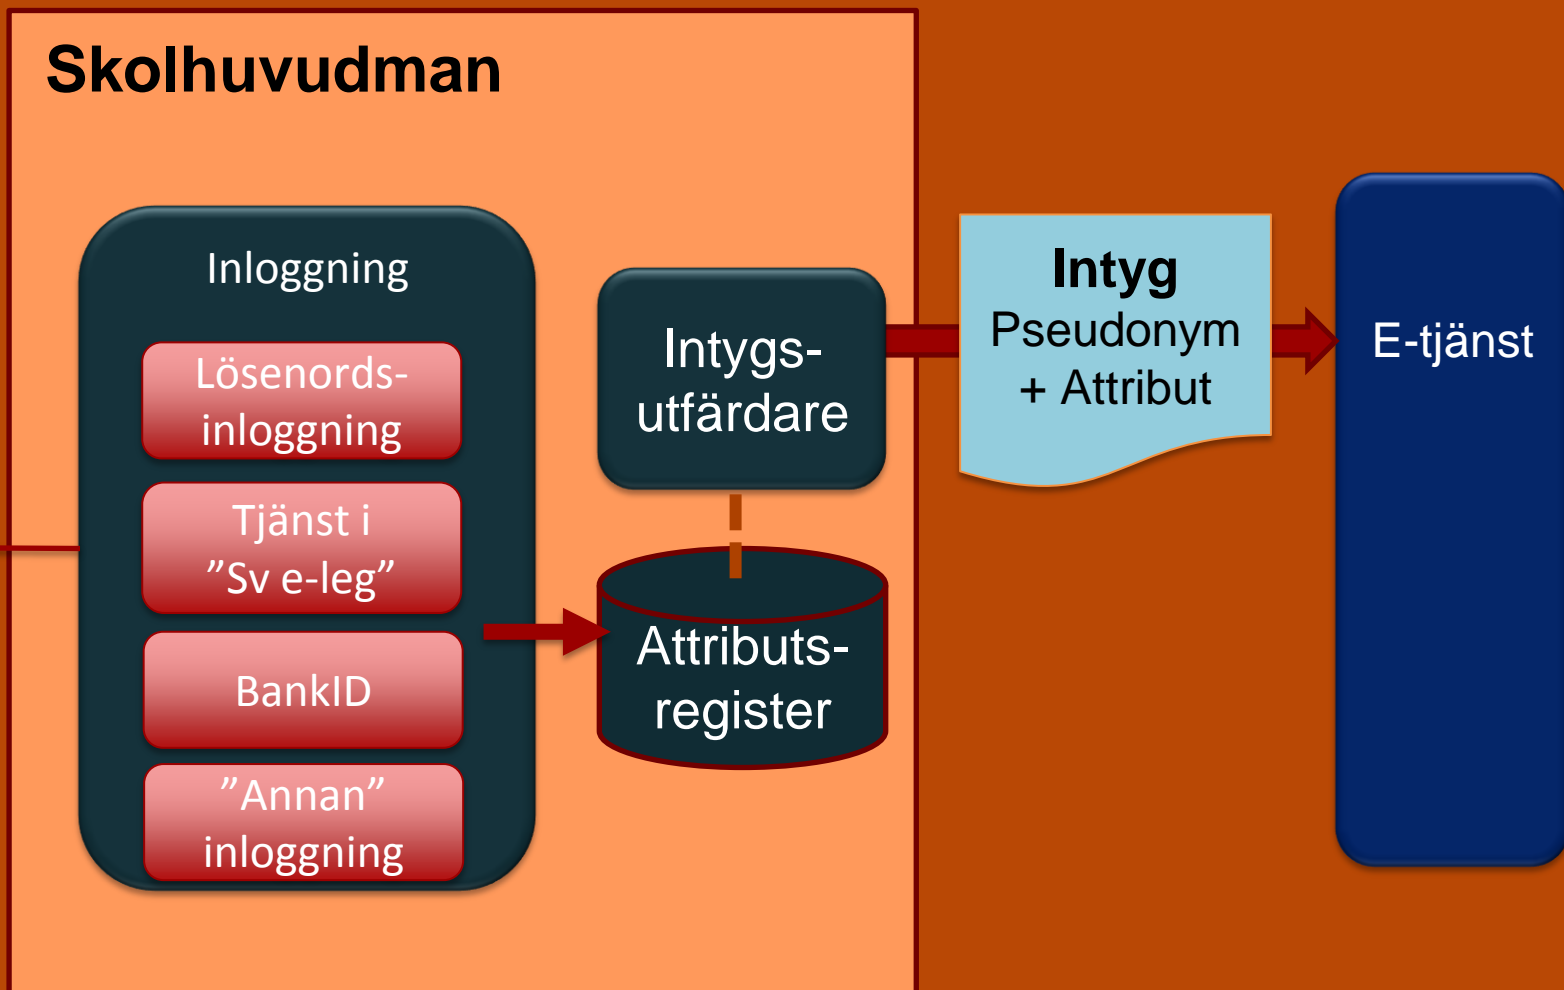 Skolhuvudman
Inloggning
Lösenords-
inloggning
Tjänst i
”Sv e-leg”
BankID
”Annan”
inloggning
Intygs-
utfärdare
Attributs-
register
Intyg
Pseudonym
+ Attribut
E-tjänst